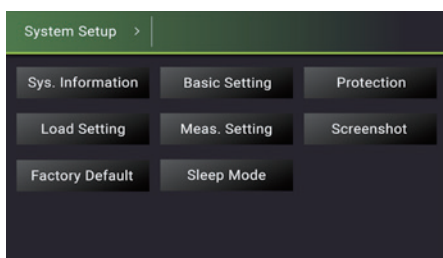 System Setup >
Sys. Information Basic Setting Protection
Load Setting Meas. Setting Screenshot
Factory Default Sleep Mode